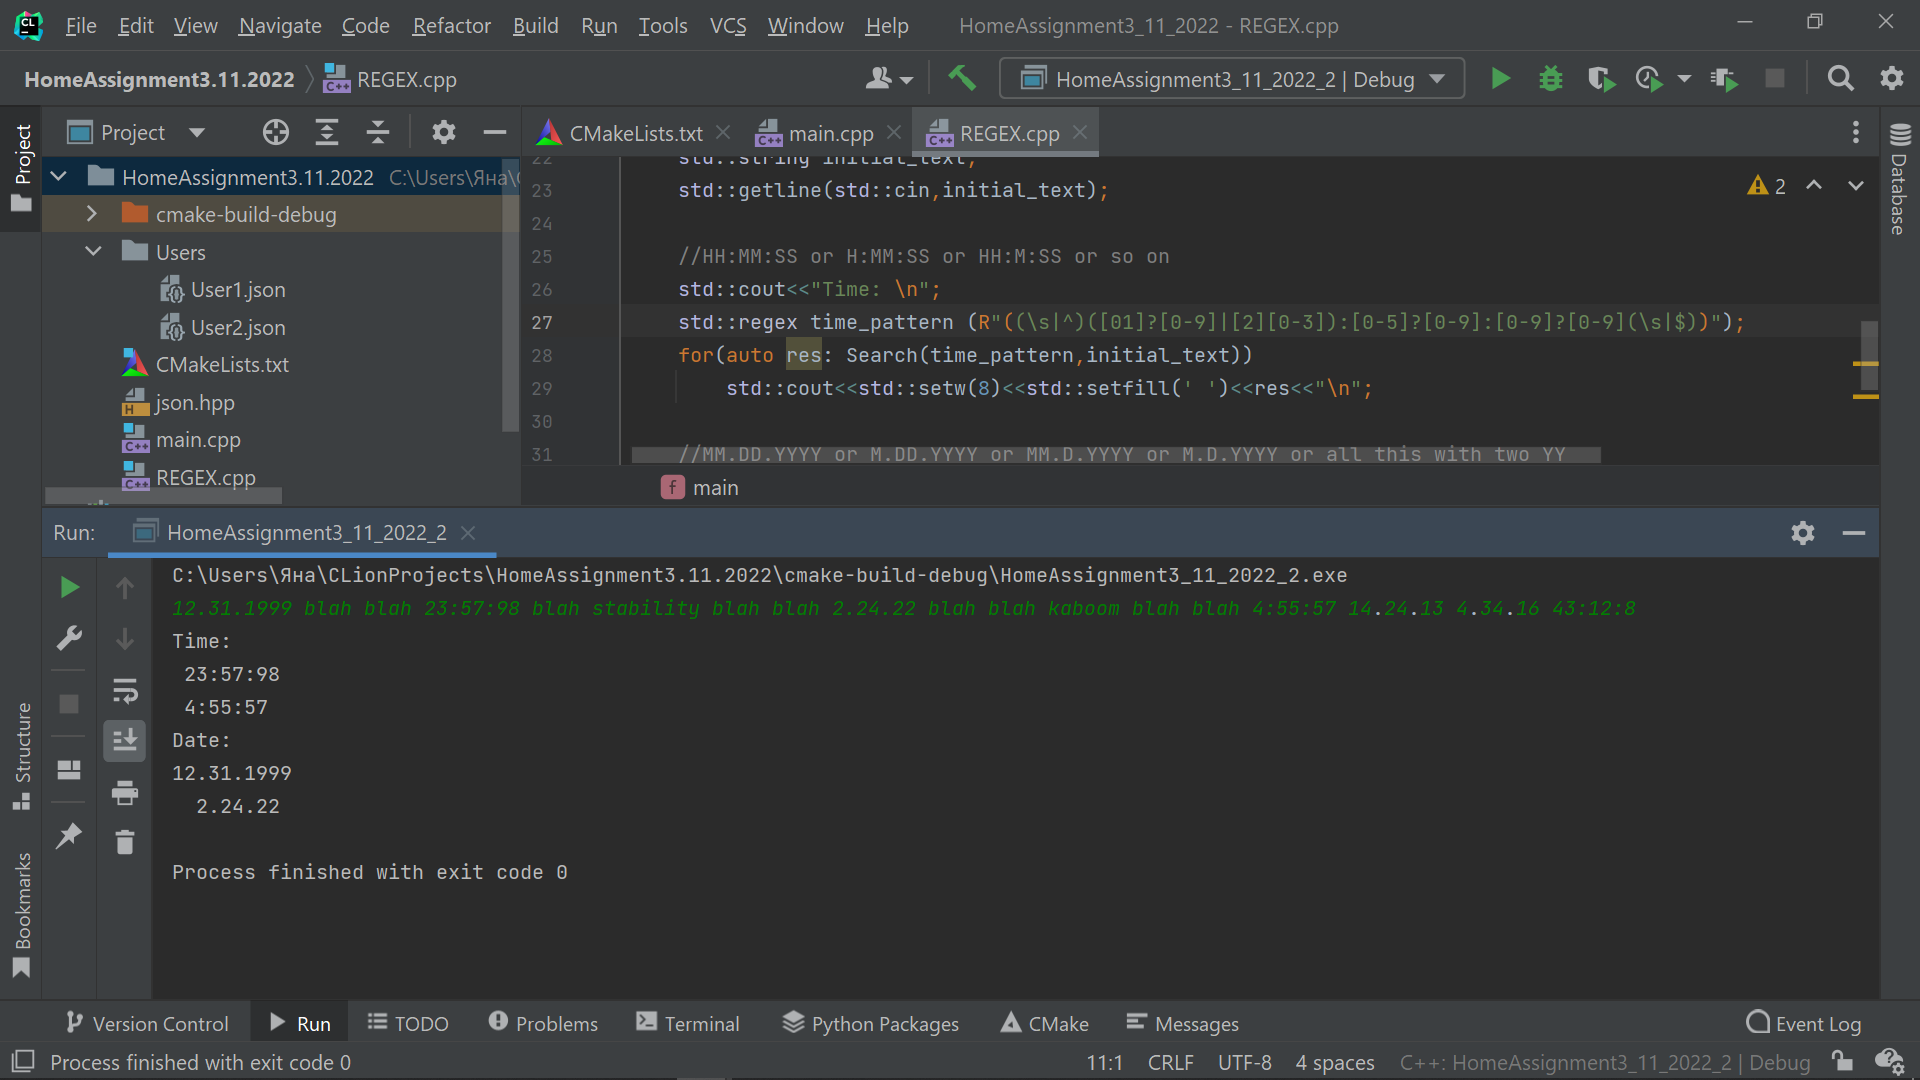 File Edit View Navigate Code Refactor Build Run Tools VCS Window Help HomeAssignment3_11_2022 - REGEX.cpp
HomeAssignment3.11.2022 REGEX.cpp HomeAssignment3_11_2022_2 | Debug
Project
Project
CMakeLists.txt main.cpp REGEX.cpp
Database
HomeAssignment3.11.2022 C:\Users\Яна\
cmake-build-debug
Users
User1.json
User2.json
CMakeLists.txt
json.hpp
main.cpp
REGEX.cpp
2
22 std::string initial_text;
23 std::getline(std::cin,initial_text);
24
25 //HH:MM:SS or H:MM:SS or HH:M:SS or so on
26 std::cout<<"Time: \n";
27 std::regex time_pattern (R"((\s|^)([01]?[0-9]|[2][0-3]):[0-5]?[0-9]:[0-9]?[0-9](\s|$))");
28 for(auto res: Search(time_pattern,initial_text))
29 std::cout<<std::setw(8)<<std::setfill(' ')<<res<<"\n";
30
31 //MM.DD.YYYY or M.DD.YYYY or MM.D.YYYY or M.D.YYYY or all this with two YY
f main
Run: HomeAssignment3_11_2022_2
C:\Users\Яна\CLionProjects\HomeAssignment3.11.2022\cmake-build-debug\HomeAssignment3_11_2022_2.exe
12.31.1999 blah blah 23:57:98 blah stability blah blah 2.24.22 blah blah kaboom blah blah 4:55:57 14.24.13 4.34.16 43:12:8
Time:
23:57:98
4:55:57
Date:
12.31.1999
2.24.22
Process finished with exit code 0
Structure
Bookmarks
Version Control Run TODO Problems Terminal Python Packages CMake Messages Event Log
Process finished with exit code 0 11:1 CRLF UTF-8 4 spaces C++: HomeAssignment3_11_2022_2 | Debug